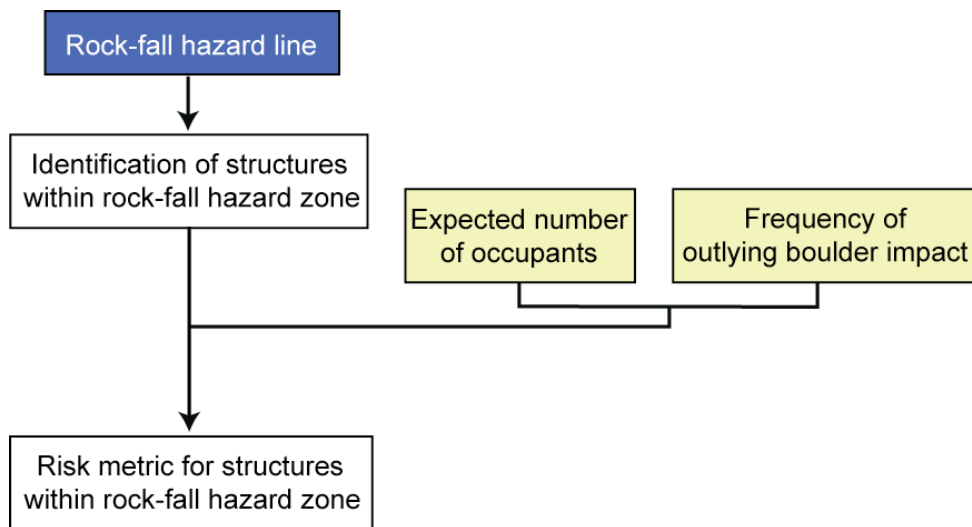 Rock-fall hazard line
Identification of structures
within rock-fall hazard zone
Expected number
of occupants
Frequency of
outlying boulder impact
Risk metric for structures
within rock-fall hazard zone